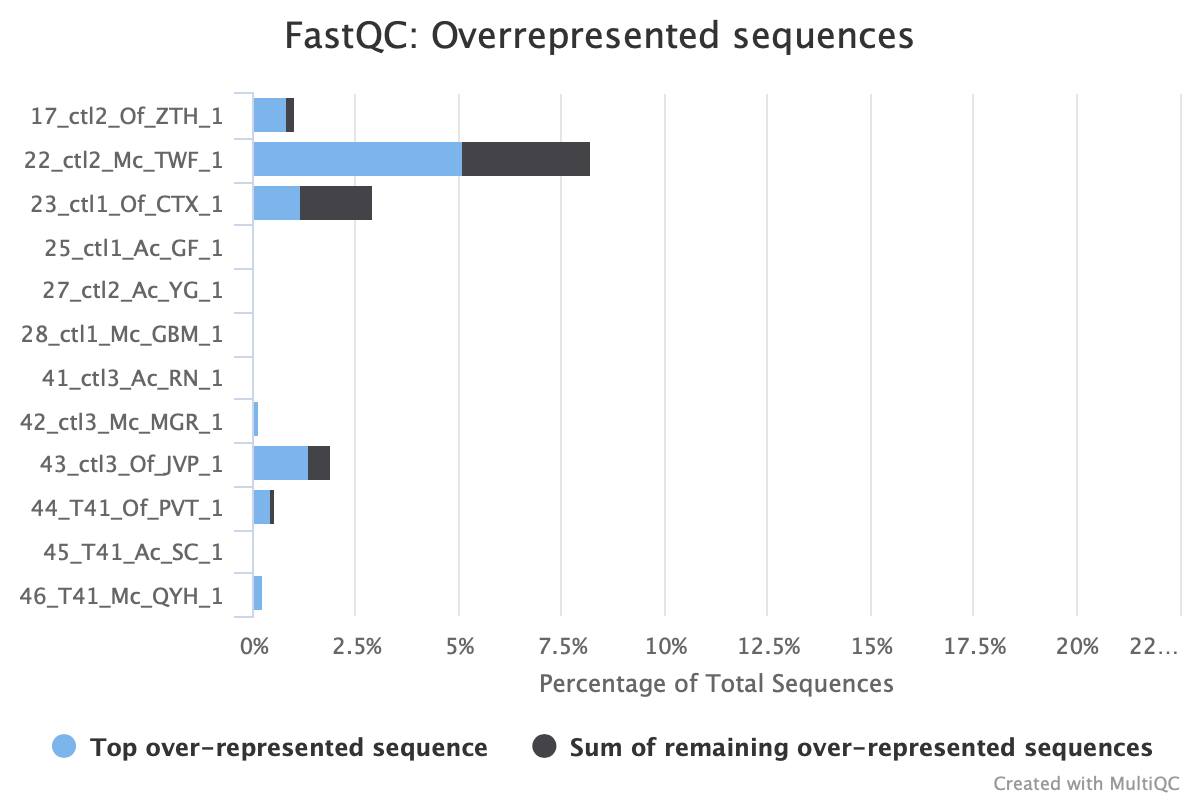 FastQC: Overrepresented sequences
17_ctl2_Of_ZTH_1
22_ctl2_Mc_TWF_1
23_ctl1_Of_CTX_1
25_ctl1_Ac_GF_1
27_ctl2_Ac_YG_1
28_ctl1_Mc_GBM_1
41_ctl3_Ac_RN_1
42_ctl3_Mc_MGR_1
43_ctl3_Of_JVP_1
44_T41_Of_PVT_1
45_T41_Ac_SC_1
46_T41_Mc_QYH_1
0% 2.5% 5% 7.5% 10% 12.5% 15% 17.5% 20% 22...
Percentage of Total Sequences
Top over-represented sequence Sum of remaining over-represented sequences
Created with MultiQC